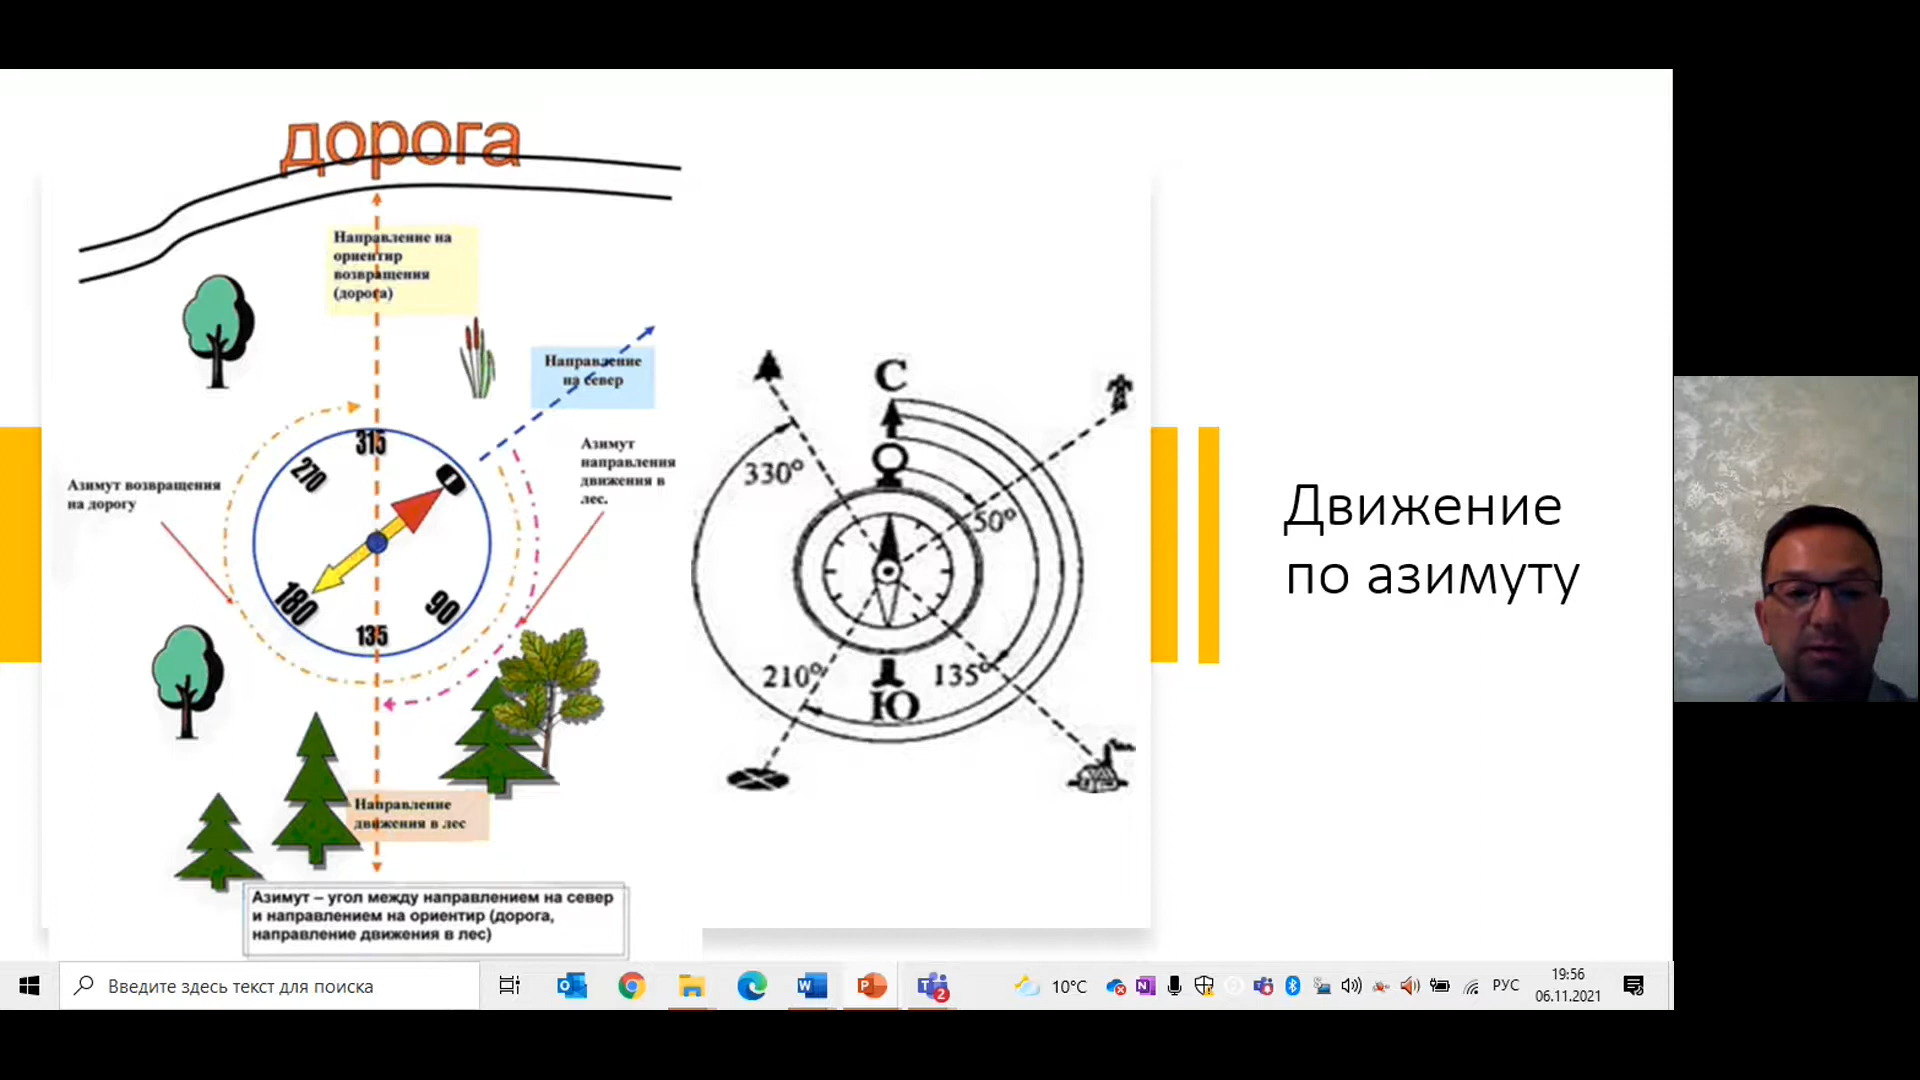 дорога
Направление на
ориентир
возвращения
(дорога)
Направление
на север
Азимут
направления
движения в
лес.
Азимут возвращения
на дорогу
315
270
0
180
90
135
Направление
движения в лес
Азимут – угол между направлением на север
и направлением на ориентир (дорога,
направление движения в лес)
С
330°
50°
210°
135°
Ю
Движение
по азимуту
Введите здесь текст для поиска
2
10°C
РУС
19:56
06.11.2021